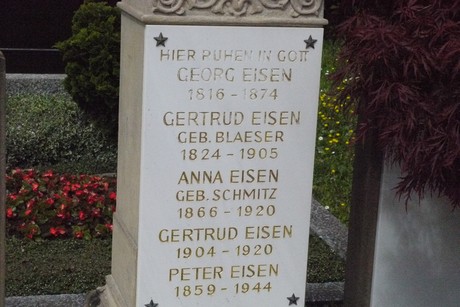 HIER RUHEN IN GOTT
GEORG EISEN
1816 - 1874
GERTRUD EISEN
GEB. BLAESER
1824 - 1905
ANNA EISEN
GEB. SCHMITZ
1866 - 1920
GERTRUD EISEN
1904 - 1920
PETER EISEN
1859 - 1944